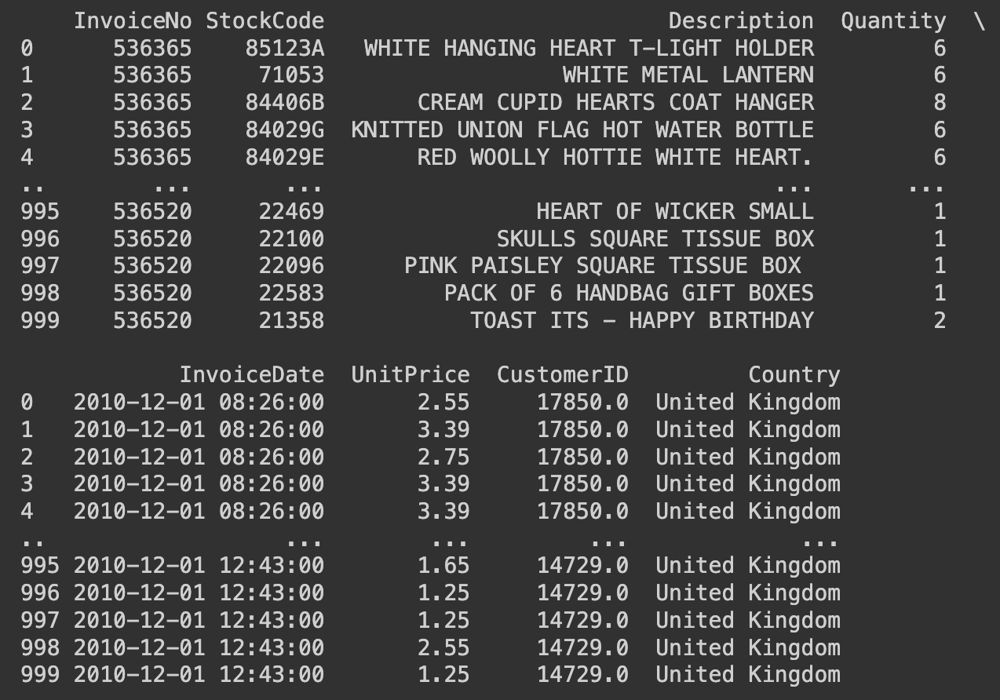 InvoiceNo StockCode Description Quantity \
0 536365 85123A WHITE HANGING HEART T-LIGHT HOLDER 6
1 536365 71053 WHITE METAL LANTERN 6
2 536365 84406B CREAM CUPID HEARTS COAT HANGER 8
3 536365 84029G KNITTED UNION FLAG HOT WATER BOTTLE 6
4 536365 84029E RED WOOLLY HOTTIE WHITE HEART. 6
.. ... ... ... ...
995 536520 22469 HEART OF WICKER SMALL 1
996 536520 22100 SKULLS SQUARE TISSUE BOX 1
997 536520 22096 PINK PAISLEY SQUARE TISSUE BOX 1
998 536520 22583 PACK OF 6 HANDBAG GIFT BOXES 1
999 536520 21358 TOAST ITS - HAPPY BIRTHDAY 2
InvoiceDate UnitPrice CustomerID Country
0 2010-12-01 08:26:00 2.55 17850.0 United Kingdom
1 2010-12-01 08:26:00 3.39 17850.0 United Kingdom
2 2010-12-01 08:26:00 2.75 17850.0 United Kingdom
3 2010-12-01 08:26:00 3.39 17850.0 United Kingdom
4 2010-12-01 08:26:00 3.39 17850.0 United Kingdom
.. ... ... ... ...
995 2010-12-01 12:43:00 1.65 14729.0 United Kingdom
996 2010-12-01 12:43:00 1.25 14729.0 United Kingdom
997 2010-12-01 12:43:00 1.25 14729.0 United Kingdom
998 2010-12-01 12:43:00 2.55 14729.0 United Kingdom
999 2010-12-01 12:43:00 1.25 14729.0 United Kingdom